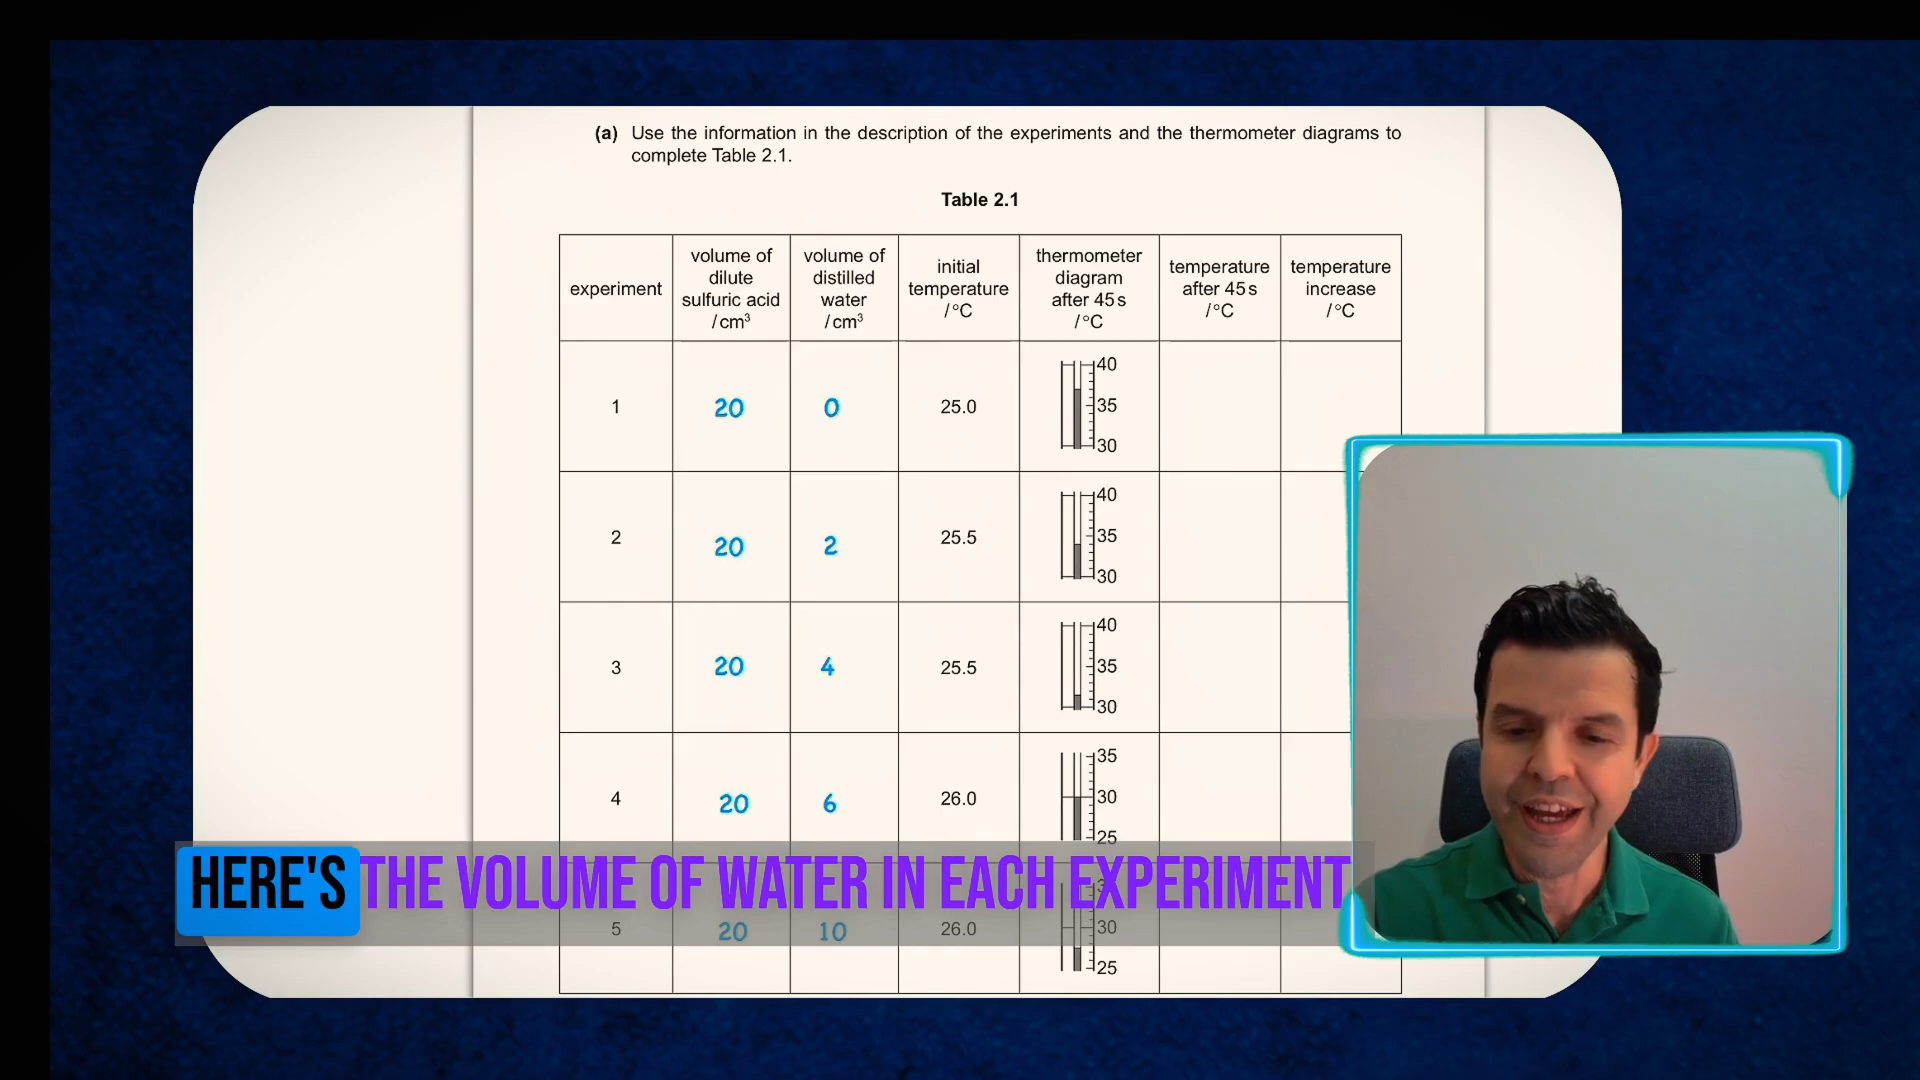 (a) Use the information in the description of the experiments and the thermometer diagrams to
complete Table 2.1.
Table 2.1
experiment
volume of
dilute
sulfuric acid
/cm³
volume of
distilled
water
/cm³
initial
temperature
/°C
thermometer
diagram
after 45s
/°C
temperature
after 45s
/°C
temperature
increase
/°C
1
20
0
25.0
40
35
30
2
20
2
25.5
40
35
30
3
20
4
25.5
40
35
30
4
20
6
26.0
35
30
25
HERE'S THE VOLUME OF WATER IN EACH EXPERIMENT
5
20
10
26.0
30
25